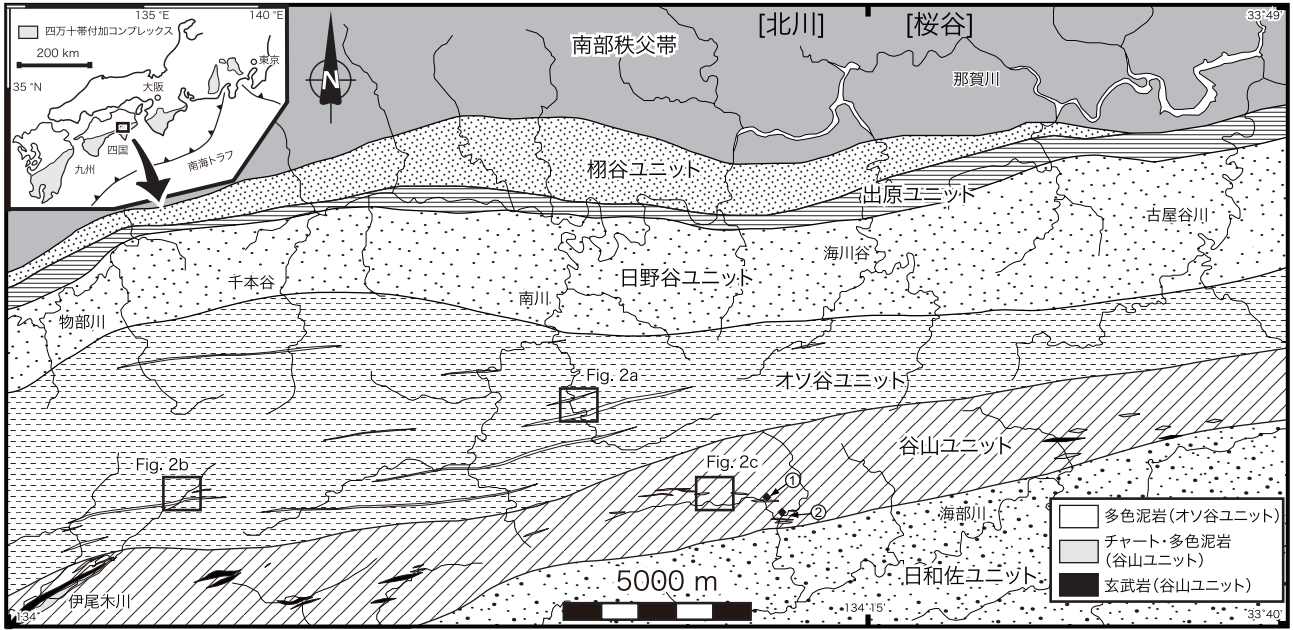 135 °E
140 °E
四万十帯付加コンプレックス
200 km
35 °N
東京
大阪
四国
九州
南海トラフ
N
[北川]
[桜谷]
33°49'
南部秩父帯
那賀川
栩谷ユニット
出原ユニット
古屋谷川
日野谷ユニット
海川谷
千本谷
南川
物部川
オソ谷ユニット
Fig. 2a
谷山ユニット
Fig. 2b
Fig. 2c
①
②
海部川
日和佐ユニット
伊尾木川
134°
5000 m
134°15'
33°40'
多色泥岩(オソ谷ユニット)
チャート・多色泥岩
(谷山ユニット)
玄武岩(谷山ユニット)